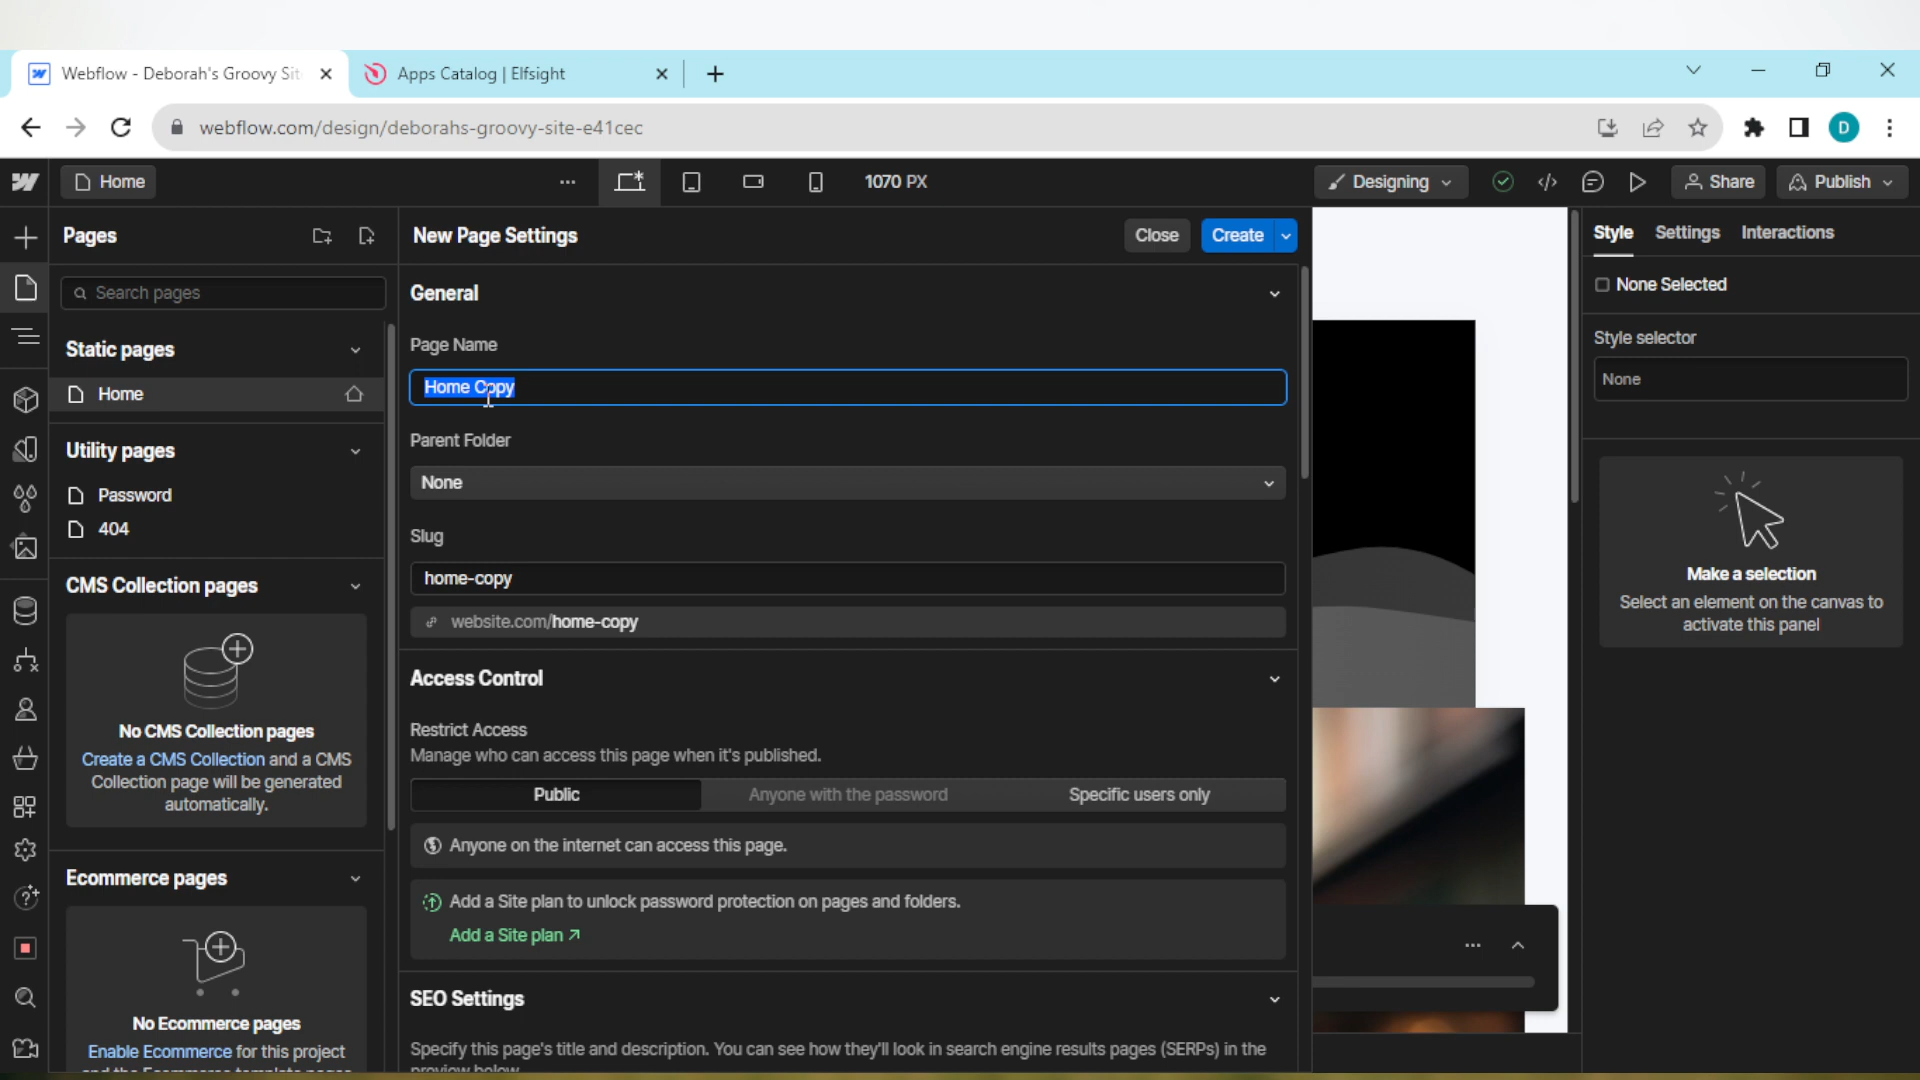 Webflow - Deborah's Groovy Sit
Apps Catalog | Elfsight
webflow.com/design/deborahs-groovy-site-e41cec
D
Home
1070 PX
Designing
Share
Publish
Pages
New Page Settings
Close
Create
Style
Settings
Interactions
Search pages
General
None Selected
Static pages
Page Name
Style selector
Home
Home Copy
None
Utility pages
Parent Folder
Password
None
404
Slug
CMS Collection pages
home-copy
Make a selection
Select an element on the canvas to
activate this panel
website.com/home-copy
Access Control
No CMS Collection pages
Create a CMS Collection and a CMS
Collection page will be generated
automatically.
Restrict Access
Manage who can access this page when it's published.
Public
Anyone with the password
Specific users only
Anyone on the internet can access this page.
Ecommerce pages
Add a Site plan to unlock password protection on pages and folders.
Add a Site plan
SEO Settings
No Ecommerce pages
Enable Ecommerce for this project
and the Ecommerce template pages
Specify this page's title and description. You can see how they'll look in search engine results pages (SERPs) in the
preview below.